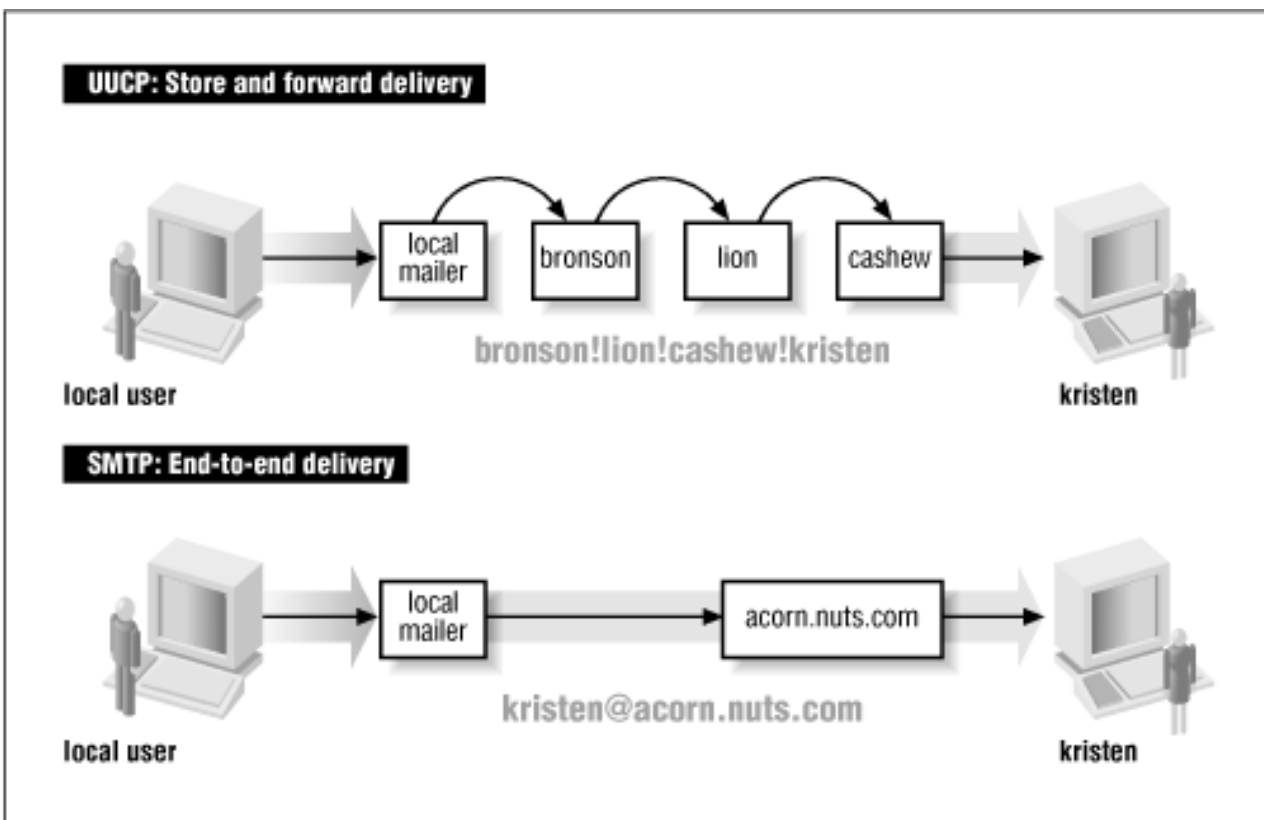 UUCP: Store and forward delivery
local
mailer
bronson
lion
cashew
bronson!lion!cashew!kristen
local user
kristen
SMTP: End-to-end delivery
local
mailer
acorn.nuts.com
kristen@acorn.nuts.com
local user
kristen